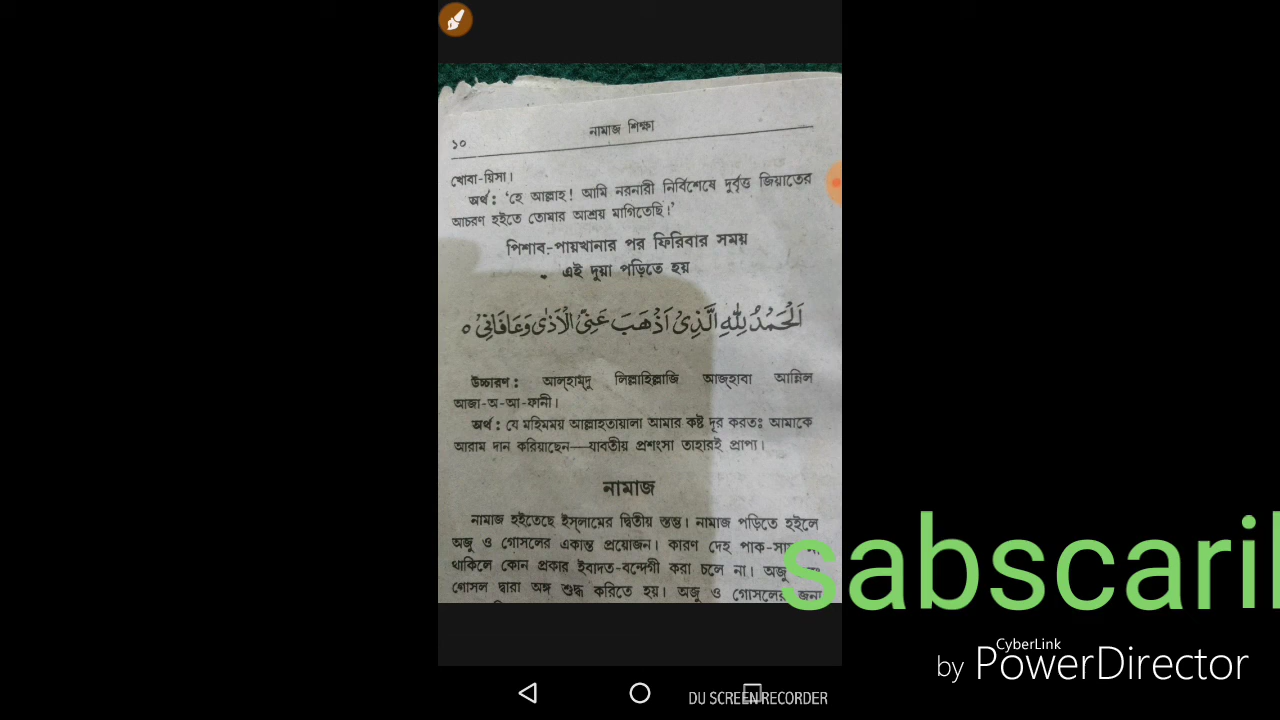 নামাজ শিক্ষা
১০
খোবা-য়িসা।
অর্থ: 'হে আল্লাহ! আমি নরনারী নির্বিশেষে দুর্বৃত্ত জিয়াতের
আচরণ হইতে তোমার আশ্রয় মাগিতেছি!'
পিশাব-পায়খানার পর ফিরিবার সময়
এই দুয়া পড়িতে হয়
اَلْحَمْدُ لِلّٰهِ الَّذِىْ اَذْهَبَ عَنِّىْ الْاَذٰى وَعَافَانِىْ ٥
উচ্চারণ: আল্‌হাম্‌দু লিল্লাহিল্লাজি আজ্‌হাবা আন্নিল
আজা-অ-আ-ফানী।
অর্থ: যে মহিমময় আল্লাহতায়ালা আমার কষ্ট দূর করতঃ আমাকে
আরাম দান করিয়াছেন—যাবতীয় প্রশংসা তাহারই প্রাপা।
নামাজ
নামাজ হইতেছে ইস্‌লামের দ্বিতীয় স্তম্ভ। নামাজ পড়িতে হইলে
অজু ও গোসলের একান্ত প্রয়োজন। কারণ দেহ পাক-সা
থাকিলে কোন প্রকার ইবাদত-বন্দেগী করা চলে না। অজু
গোসল দ্বারা অঙ্গ শুদ্ধ করিতে হয়। অজু ও গোসলের জন্য
sabscarib
CyberLink
by PowerDirector
DU SCREEN RECORDER